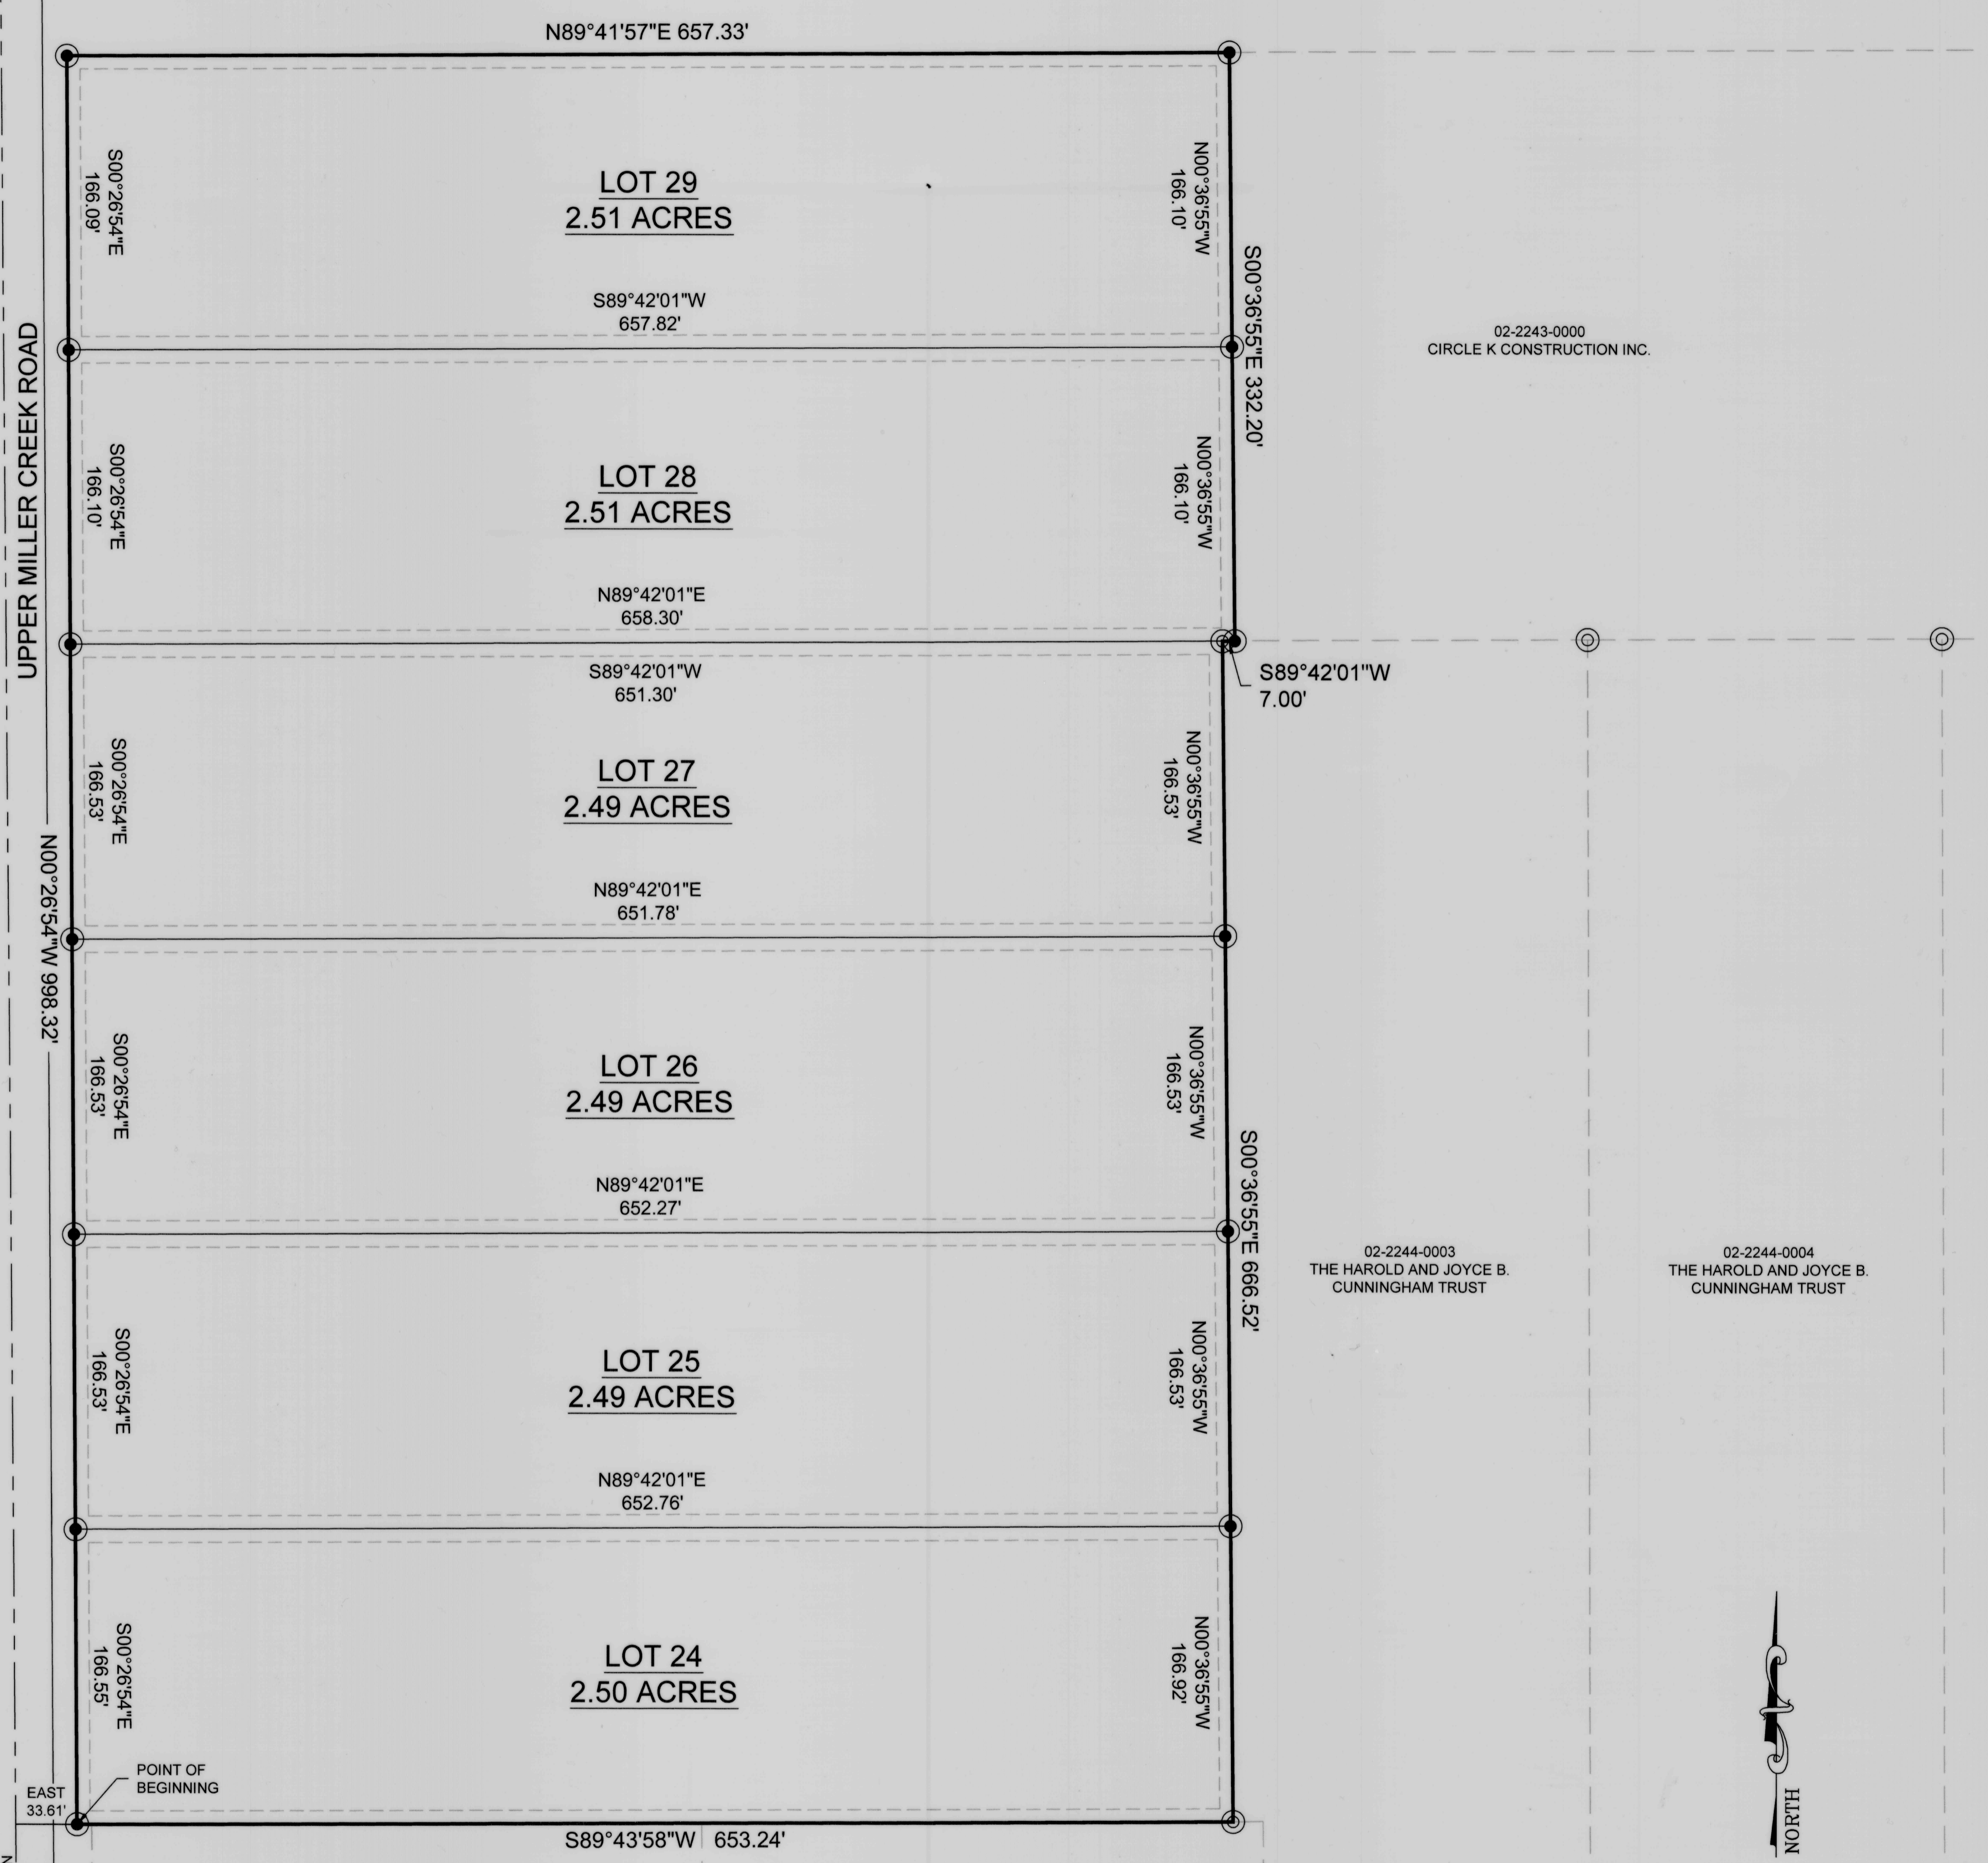 N89°41'57"E 657.33'
S00°26'54"E
166.09'
LOT 29
2.51 ACRES
N00°36'55"W
166.10'
S89°42'01"W
657.82'
S00°36'55"E 332.20'
02-2243-0000
CIRCLE K CONSTRUCTION INC.
UPPER MILLER CREEK ROAD
S00°26'54"E
166.10'
LOT 28
2.51 ACRES
N00°36'55"W
166.10'
N89°42'01"E
658.30'
S89°42'01"W
651.30'
S89°42'01"W
7.00'
S00°26'54"E
166.53'
LOT 27
2.49 ACRES
N00°36'55"W
166.53'
N89°42'01"E
651.78'
N00°26'54"W 998.32'
S00°26'54"E
166.53'
LOT 26
2.49 ACRES
N00°36'55"W
166.53'
N89°42'01"E
652.27'
S00°36'55"E 666.52'
02-2244-0003
THE HAROLD AND JOYCE B.
CUNNINGHAM TRUST
02-2244-0004
THE HAROLD AND JOYCE B.
CUNNINGHAM TRUST
S00°26'54"E
166.53'
LOT 25
2.49 ACRES
N00°36'55"W
166.53'
N89°42'01"E
652.76'
S00°26'54"E
166.55'
LOT 24
2.50 ACRES
N00°36'55"W
166.92'
POINT OF
BEGINNING
EAST
33.61'
S89°43'58"W 653.24'
NORTH
N